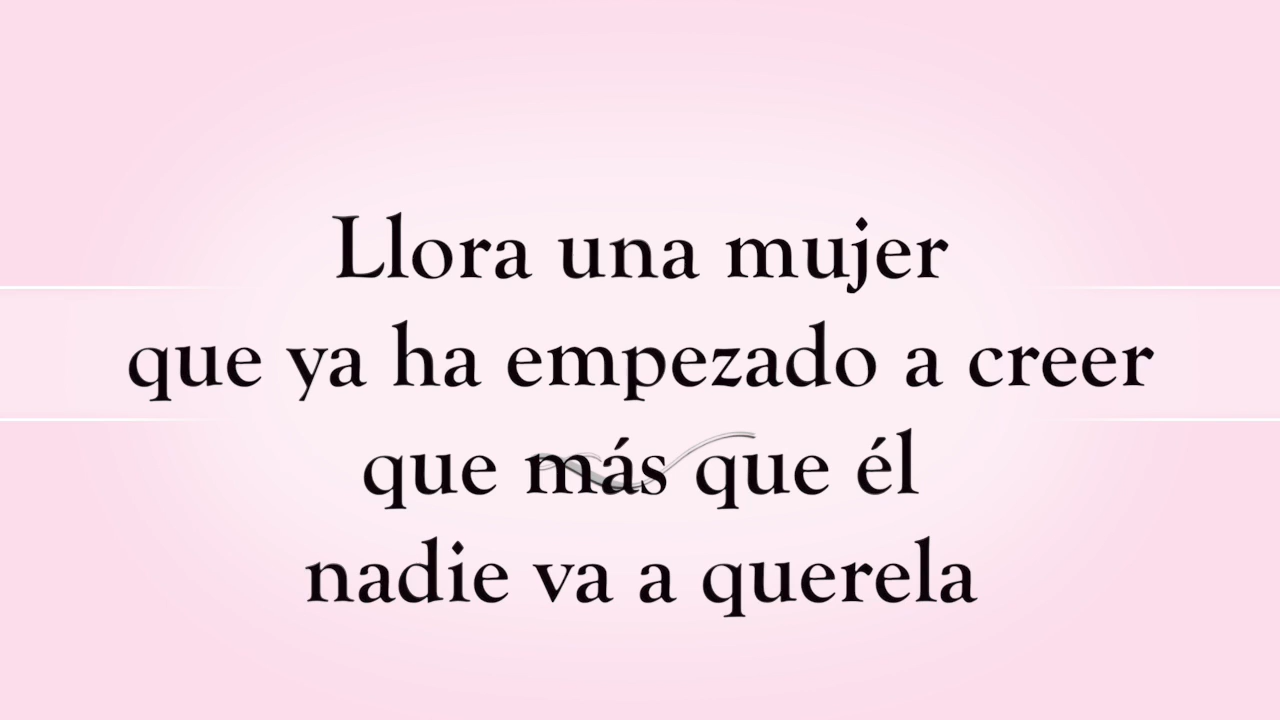 Llora una mujer
que ya ha empezado a creer
que más que él
nadie va a querela